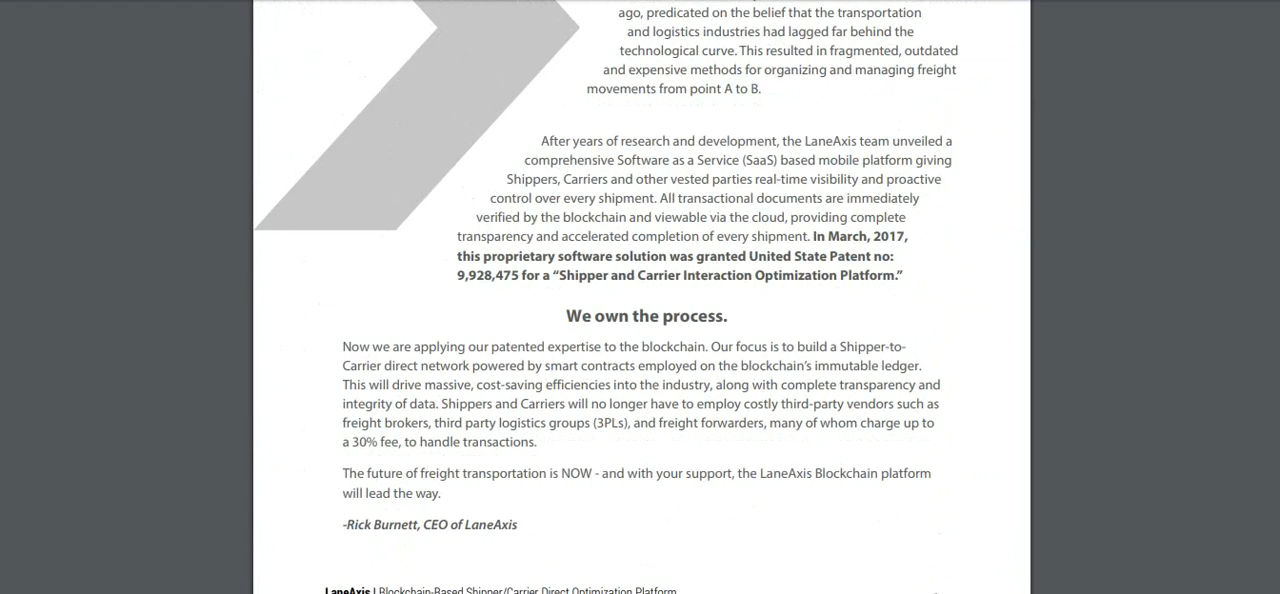 ago, predicated on the belief that the transportation
and logistics industries had lagged far behind the
technological curve. This resulted in fragmented, outdated
and expensive methods for organizing and managing freight
movements from point A to B.
After years of research and development, the LaneAxis team unveiled a
comprehensive Software as a Service (SaaS) based mobile platform giving
Shippers, Carriers and other vested parties real-time visibility and proactive
control over every shipment. All transactional documents are immediately
verified by the blockchain and viewable via the cloud, providing complete
transparency and accelerated completion of every shipment. In March, 2017,
this proprietary software solution was granted United State Patent no:
9,928,475 for a “Shipper and Carrier Interaction Optimization Platform.”
We own the process.
Now we are applying our patented expertise to the blockchain. Our focus is to build a Shipper-to-
Carrier direct network powered by smart contracts employed on the blockchain’s immutable ledger.
This will drive massive, cost-saving efficiencies into the industry, along with complete transparency and
integrity of data. Shippers and Carriers will no longer have to employ costly third-party vendors such as
freight brokers, third party logistics groups (3PLs), and freight forwarders, many of whom charge up to
a 30% fee, to handle transactions.
The future of freight transportation is NOW - and with your support, the LaneAxis Blockchain platform
will lead the way.
-Rick Burnett, CEO of LaneAxis
LaneAxis | Blockchain-Based Shipper/Carrier Direct Optimization Platform